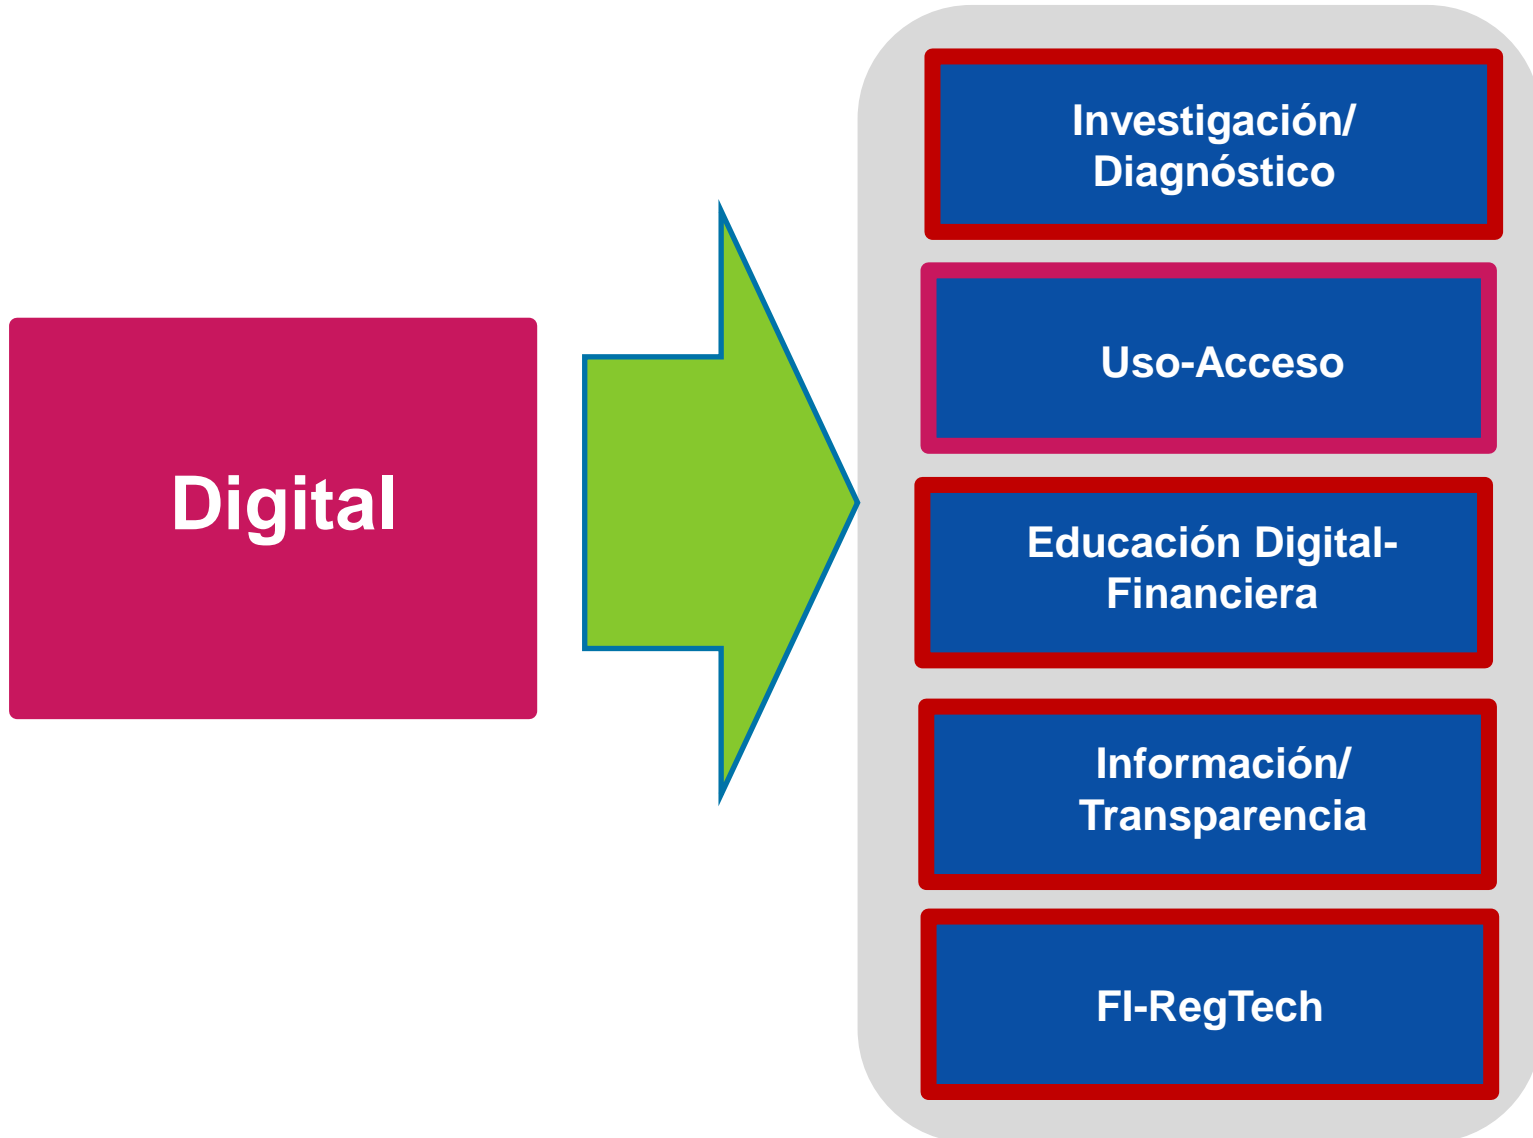 Digital
Investigación/
Diagnóstico
Uso-Acceso
Educación Digital-
Financiera
Información/
Transparencia
FI-RegTech